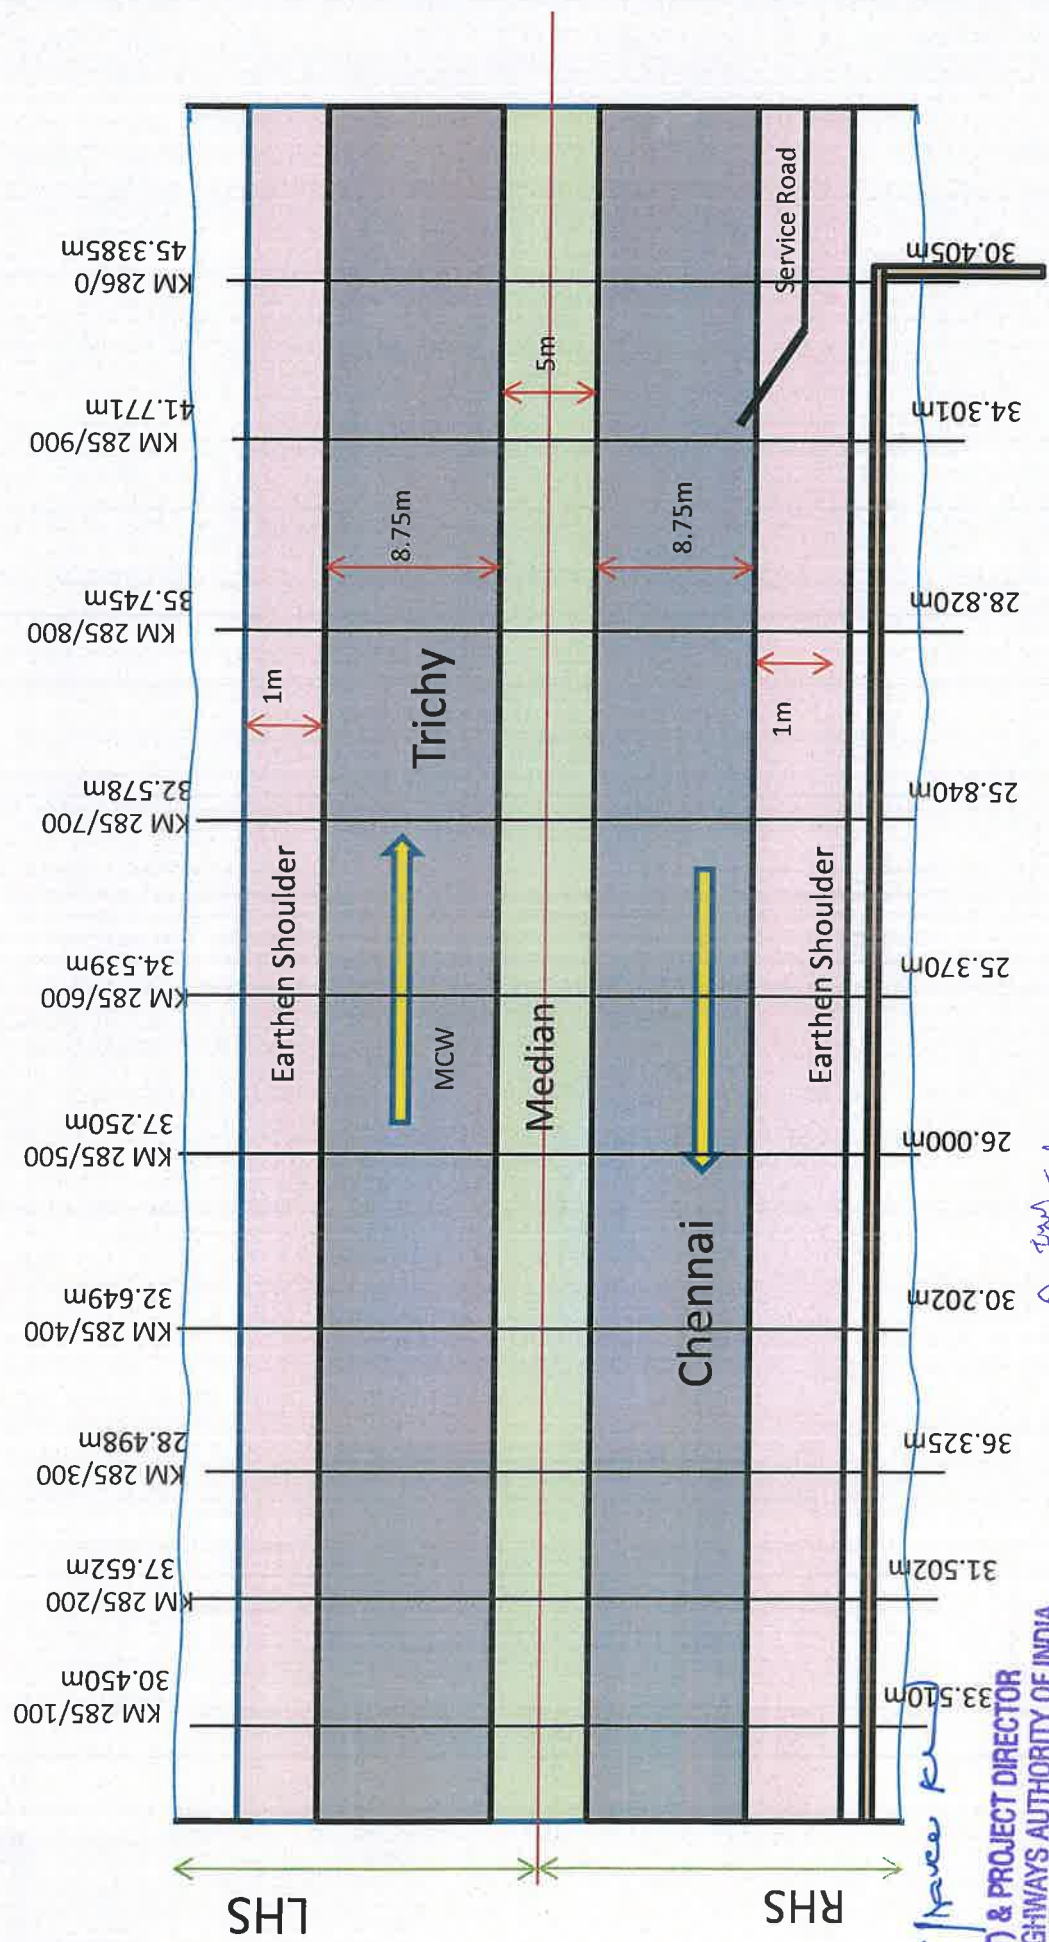 LHS
RHS
KM 285/100
30.450m
KM 285/200
37.652m
KM 285/300
28.498m
KM 285/400
32.649m
KM 285/500
37.250m
KM 285/600
34.539m
KM 285/700
32.578m
KM 285/800
35.745m
KM 285/900
41.771m
KM 286/0
45.3385m
Earthen Shoulder
1m
MCW
Trichy
8.75m
Median
5m
Chennai
8.75m
Earthen Shoulder
1m
Service Road
33.510m
31.502m
36.325m
30.202m
26.000m
25.370m
25.840m
28.820m
34.301m
30.405m
) & PROJECT DIRECTOR
GHWAYS AUTHORITY OF INDIA